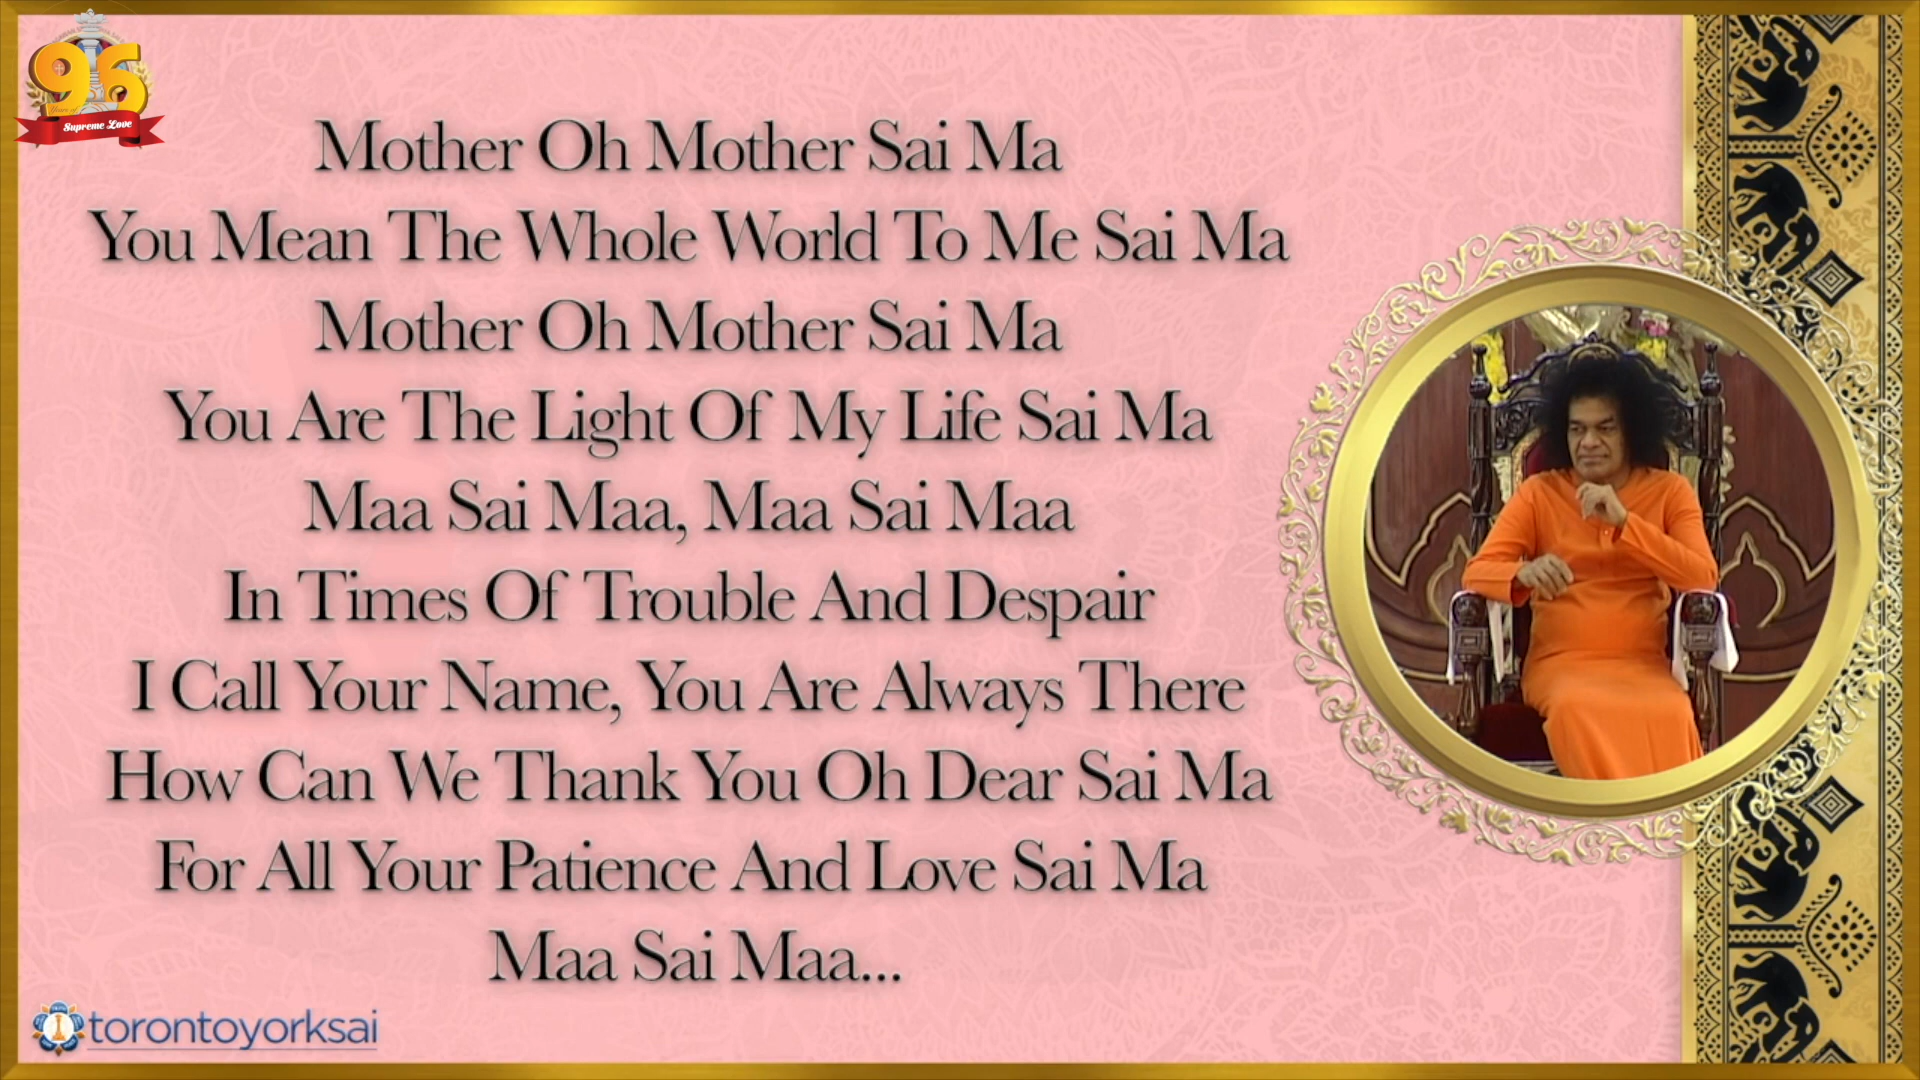 96
Years of
Supreme Love
Mother Oh Mother Sai Ma
You Mean The Whole World To Me Sai Ma
Mother Oh Mother Sai Ma
You Are The Light Of My Life Sai Ma
Maa Sai Maa, Maa Sai Maa
In Times Of Trouble And Despair
I Call Your Name, You Are Always There
How Can We Thank You Oh Dear Sai Ma
For All Your Patience And Love Sai Ma
Maa Sai Maa...
torontoyorksai